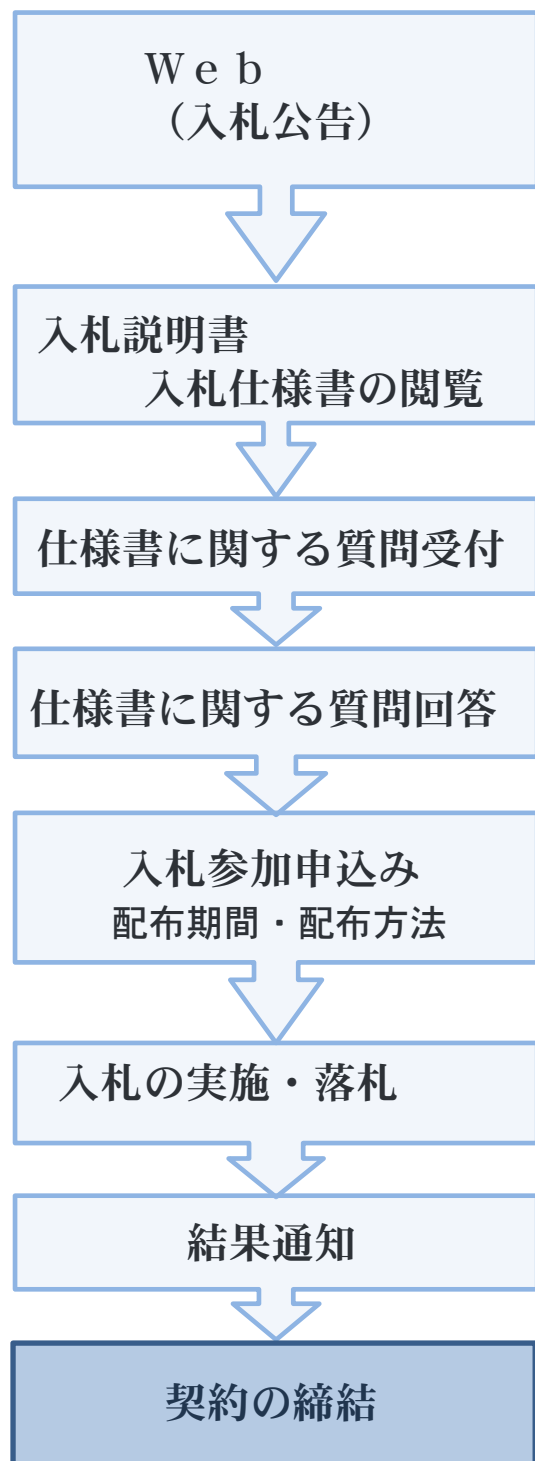 Ｗｅｂ
（入札公告）
入札説明書
入札仕様書の閲覧
仕様書に関する質問受付
仕様書に関する質問回答
入札参加申込み
配布期間・配布方法
入札の実施・落札
結果通知
契約の締結